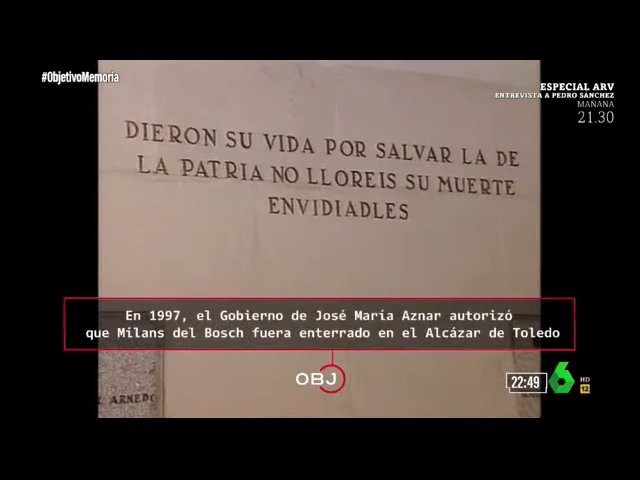 #ObjetivoMemoria
ESPECIAL ARV
ENTREVISTA A PEDRO SÁNCHEZ
MAÑANA
21.30
DIERON SU VIDA POR SALVAR LA DE
LA PATRIA NO LLOREIS SU MUERTE
ENVIDIADLES
En 1997, el Gobierno de José María Aznar autorizó
que Milans del Bosch fuera enterrado en el Alcázar de Toledo
OBJ
22:49
6
HD
12
ARNEDO